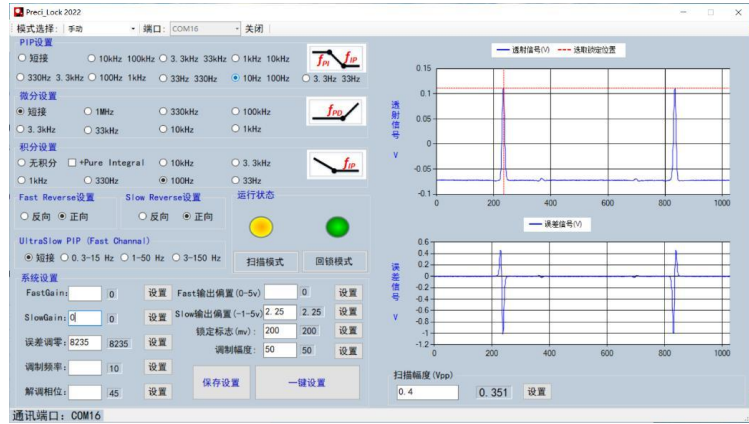 Preci_Lock 2022
模式选择: 手动 端口: COM16 关闭
PIP设置
短接 10kHz 100kHz 3.3kHz 33kHz 1kHz 10kHz
330Hz 3.3kHz 100Hz 1kHz 33Hz 330Hz 10Hz 100Hz 3.3Hz 33Hz
fPI fIP
微分设置
短接 1MHz 330kHz 100kHz
3.3kHz 33kHz 10kHz 1kHz
fPD
积分设置
无积分 +Pure Integral 10kHz 3.3kHz
1kHz 330Hz 100Hz 33Hz
fIP
Fast Reverse设置 Slow Reverse设置 运行状态
反向 正向 反向 正向
UltraSlow PIP (Fast Channal)
短接 0.3-15 Hz 1-50 Hz 3-150 Hz
扫描模式 回锁模式
系统设置
FastGain: 0 设置 Fast输出偏置(0-5v) 0 设置
SlowGain: 0 0 设置 Slow输出偏置(-1-5v) 2.25 2.25 设置
误差调零: 8235 8235 设置 锁定标志(mv): 200 200 设置
调制频率: 10 设置 调制幅度: 50 50 设置
解调相位: 45 设置 保存设置 一键设置
通讯端口: COM16
透射信号(V) 选取锁定位置
透射信号 V
0.15
0.1
0.05
0
-0.05
-0.1
0 200 400 600 800 1000
误差信号(V)
误差信号 V
0.6
0.4
0.2
0
-0.2
-0.4
-0.6
-0.8
-1
-1.2
0 200 400 600 800 1000
扫描幅度(Vpp)
0.4 0.351 设置